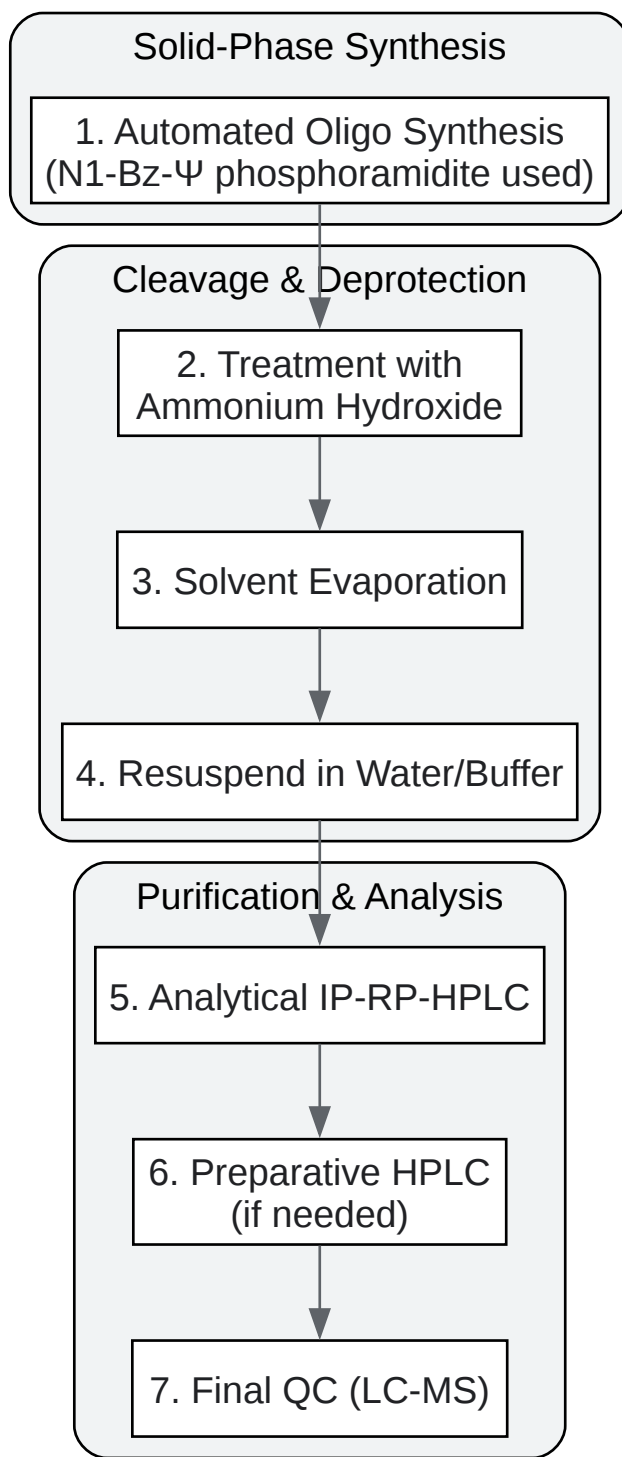 Solid-Phase Synthesis
1. Automated Oligo Synthesis
(N1-Bz-Ψ phosphoramidite used)
Cleavage & Deprotection
2. Treatment with
Ammonium Hydroxide
3. Solvent Evaporation
4. Resuspend in Water/Buffer
Purification & Analysis
5. Analytical IP-RP-HPLC
6. Preparative HPLC
(if needed)
7. Final QC (LC-MS)